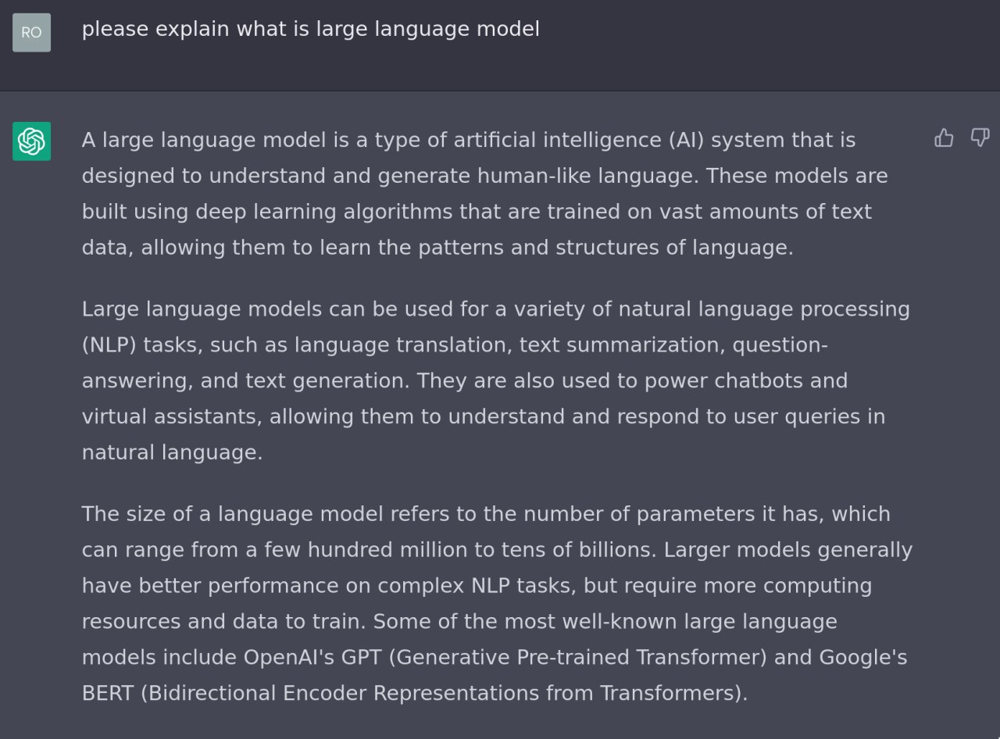 RO
please explain what is large language model
A large language model is a type of artificial intelligence (AI) system that is
designed to understand and generate human-like language. These models are
built using deep learning algorithms that are trained on vast amounts of text
data, allowing them to learn the patterns and structures of language.
Large language models can be used for a variety of natural language processing
(NLP) tasks, such as language translation, text summarization, question-
answering, and text generation. They are also used to power chatbots and
virtual assistants, allowing them to understand and respond to user queries in
natural language.
The size of a language model refers to the number of parameters it has, which
can range from a few hundred million to tens of billions. Larger models generally
have better performance on complex NLP tasks, but require more computing
resources and data to train. Some of the most well-known large language
models include OpenAI's GPT (Generative Pre-trained Transformer) and Google's
BERT (Bidirectional Encoder Representations from Transformers).